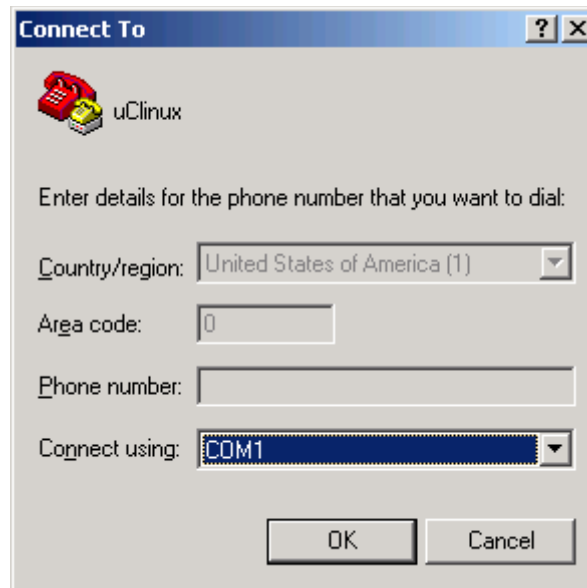 Connect To
uClinux
Enter details for the phone number that you want to dial:
Country/region: United States of America (1)
Area code: 0
Phone number:
Connect using: COM1
OK Cancel